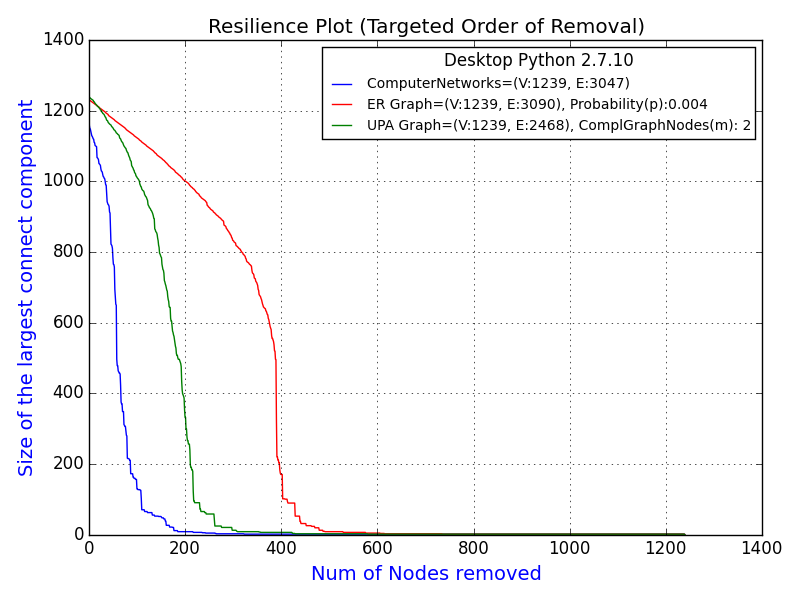 Resilience Plot (Targeted Order of Removal)
Size of the largest connect component
1400
1200
1000
800
600
400
200
0
Desktop Python 2.7.10
ComputerNetworks=(V:1239, E:3047)
ER Graph=(V:1239, E:3090), Probability(p):0.004
UPA Graph=(V:1239, E:2468), ComplGraphNodes(m): 2
0 200 400 600 800 1000 1200 1400
Num of Nodes removed